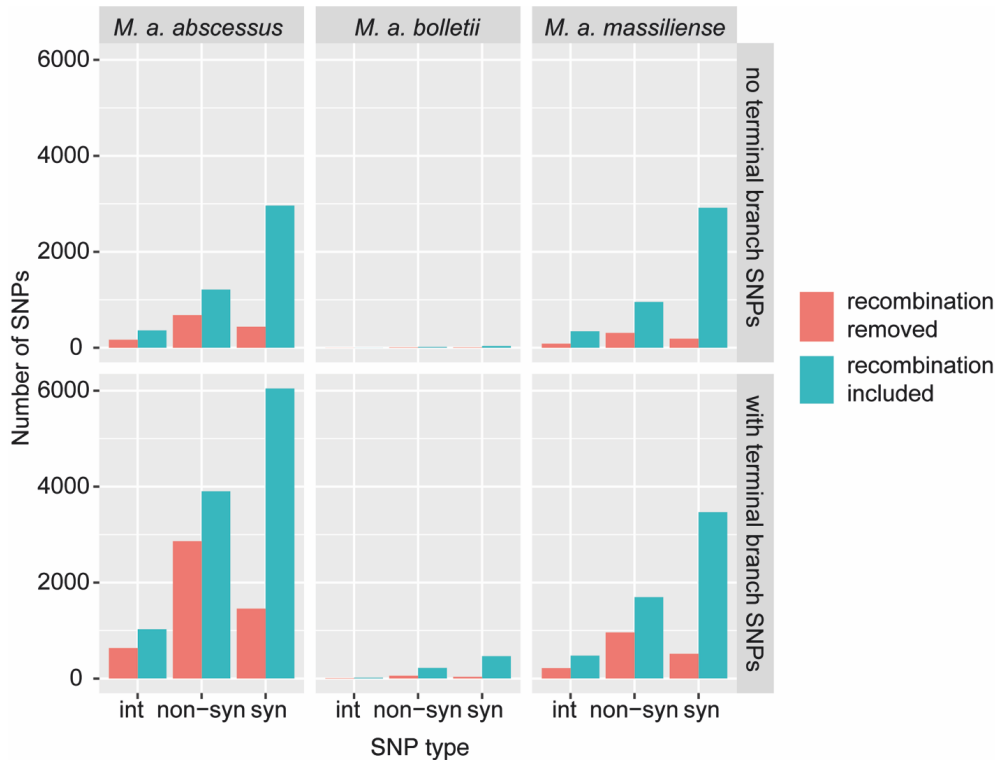 M. a. abscessus
M. a. bolletii
M. a. massiliense
Number of SNPs
6000
4000
2000
0
no terminal branch SNPs
6000
4000
2000
0
with terminal branch SNPs
int non−syn syn
int non−syn syn
int non−syn syn
SNP type
recombination
removed
recombination
included